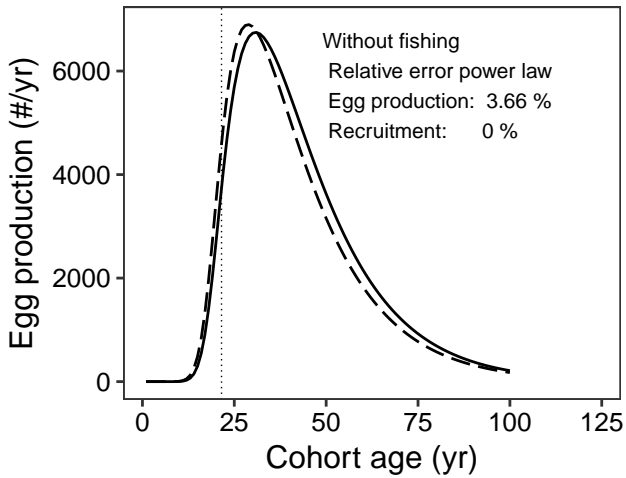 Without fishing
Relative error power law
Egg production: 3.66 %
Recruitment: 0 %
Egg production (#/yr)
6000
4000
2000
0
0 25 50 75 100 125
Cohort age (yr)